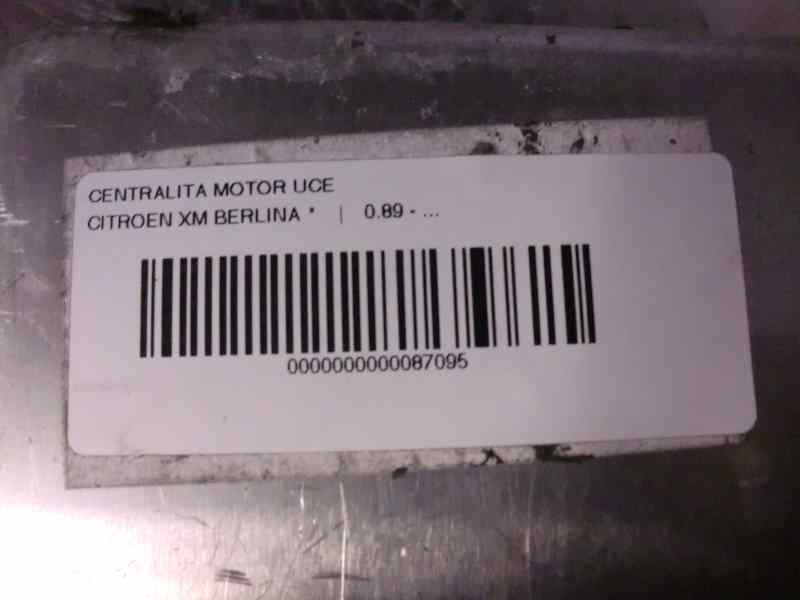 CENTRALITA MOTOR UCE
CITROEN XM BERLINA * | 0.89 - ...
0000000000087095